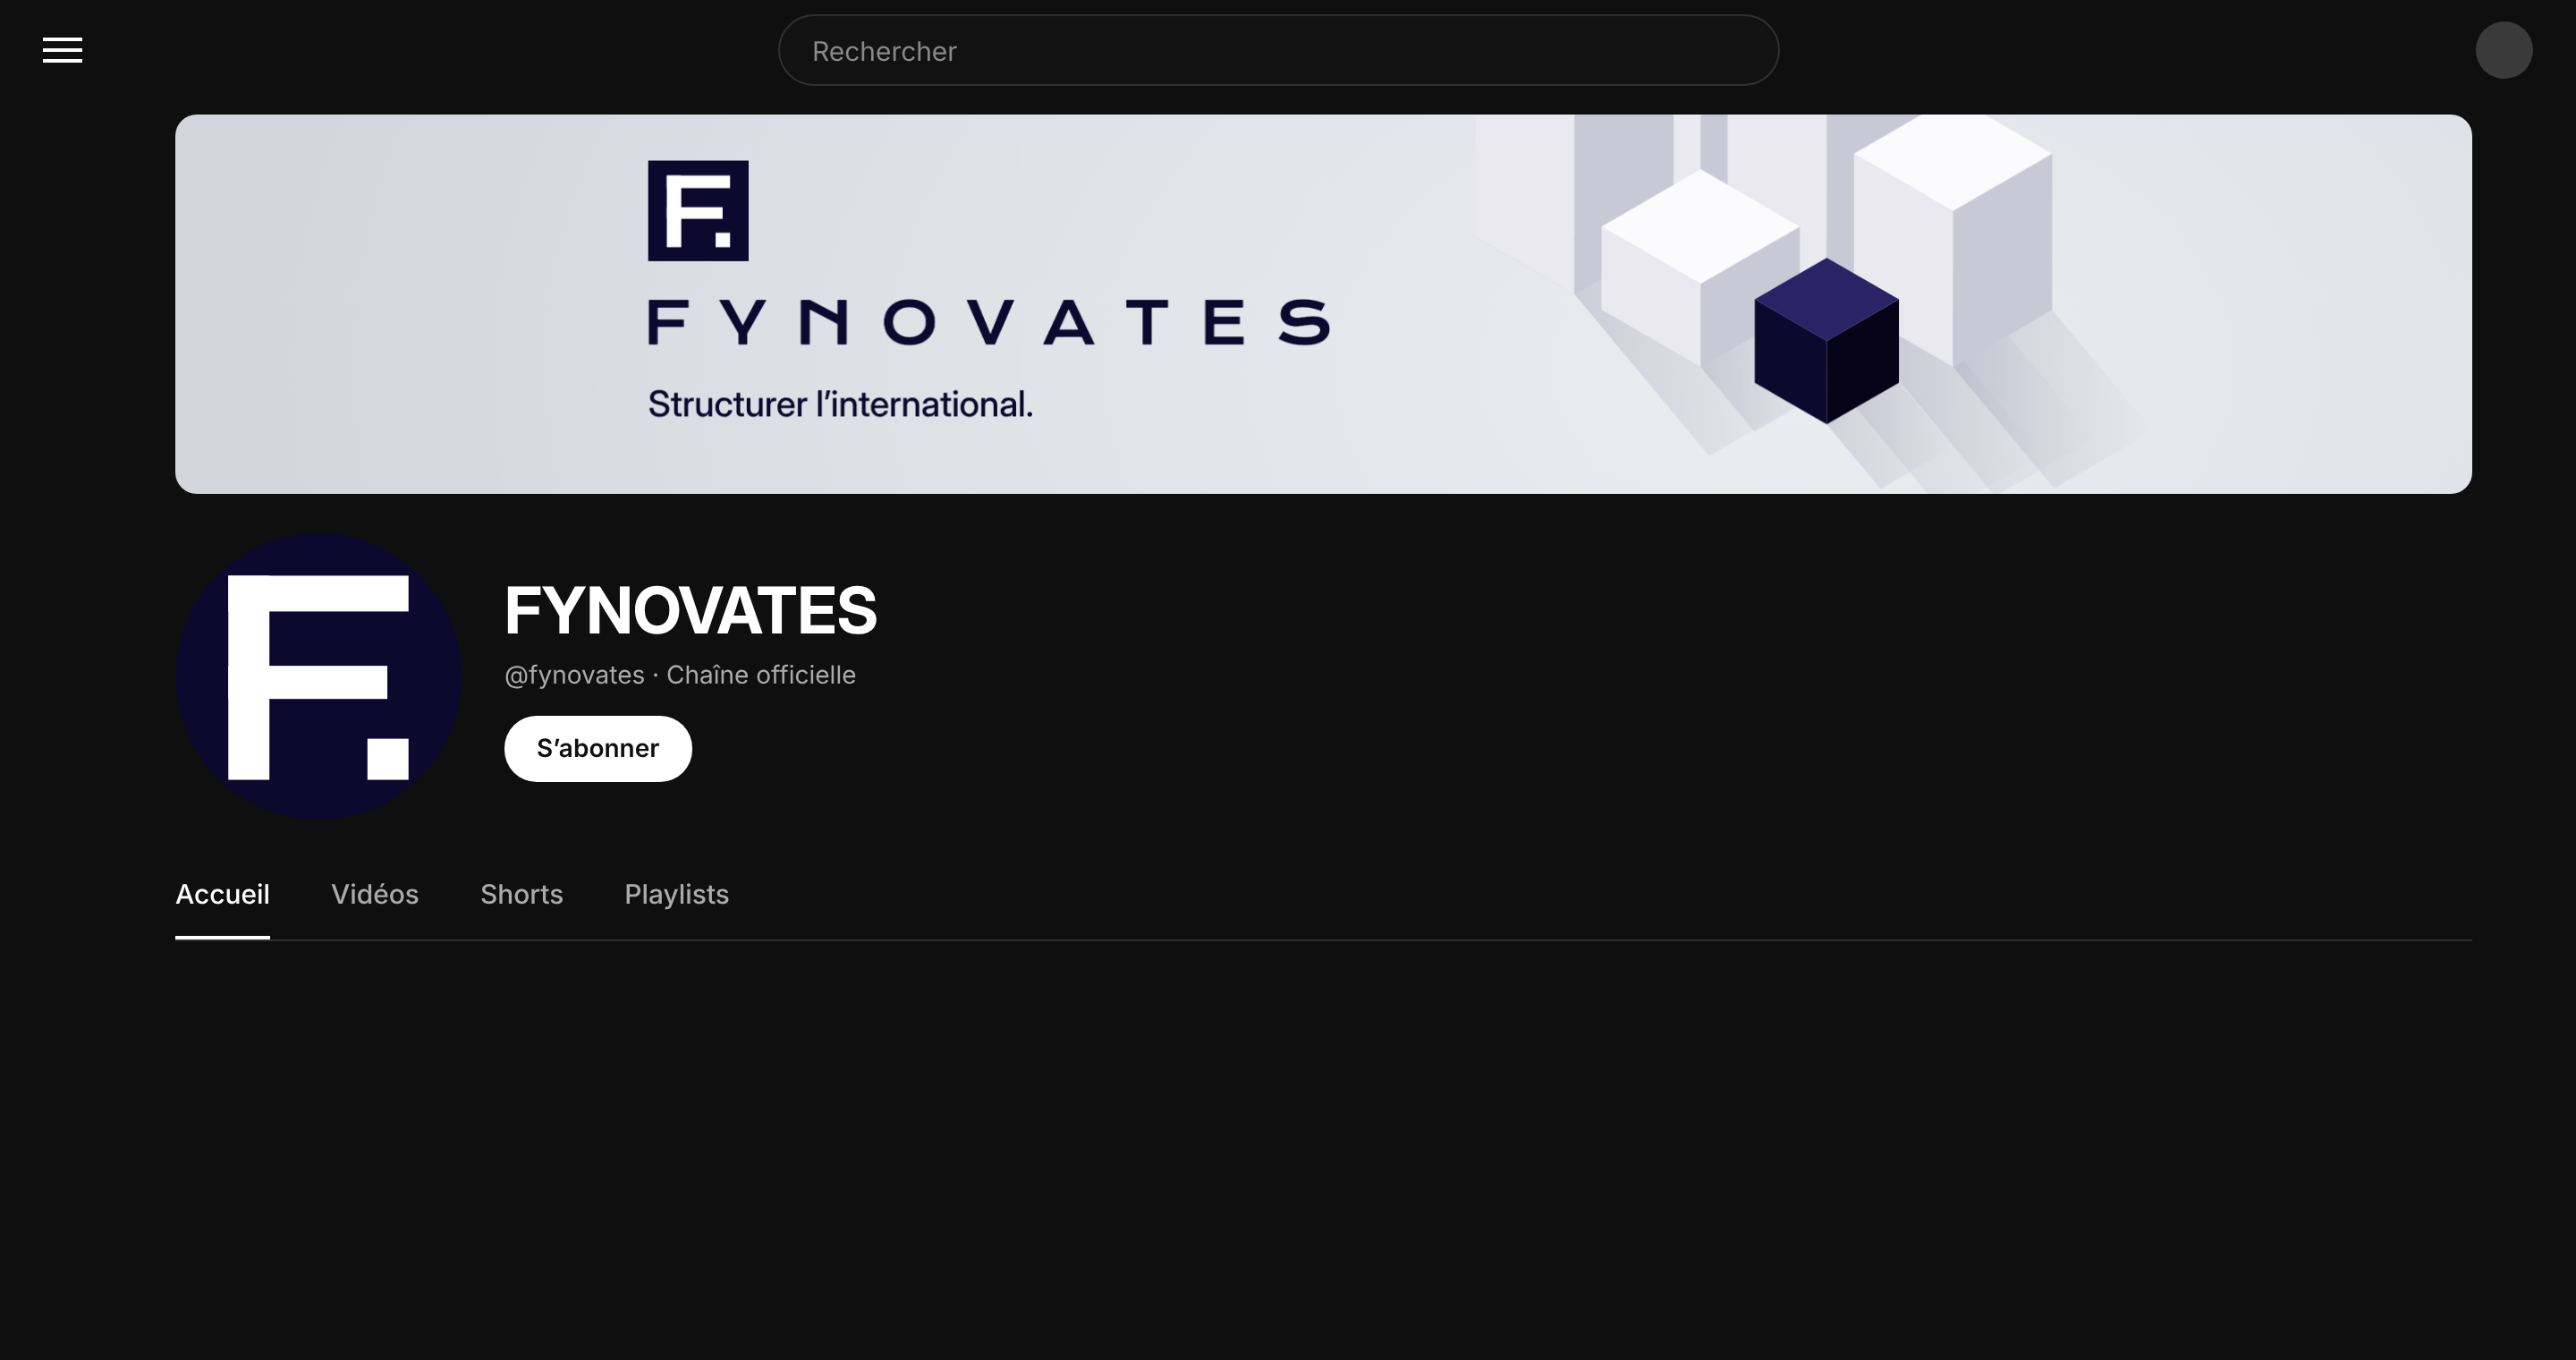 Rechercher
F.
FYNOVATES
Structurer l’international.
F.
FYNOVATES
@fynovates · Chaîne officielle
S’abonner
Accueil Vidéos Shorts Playlists